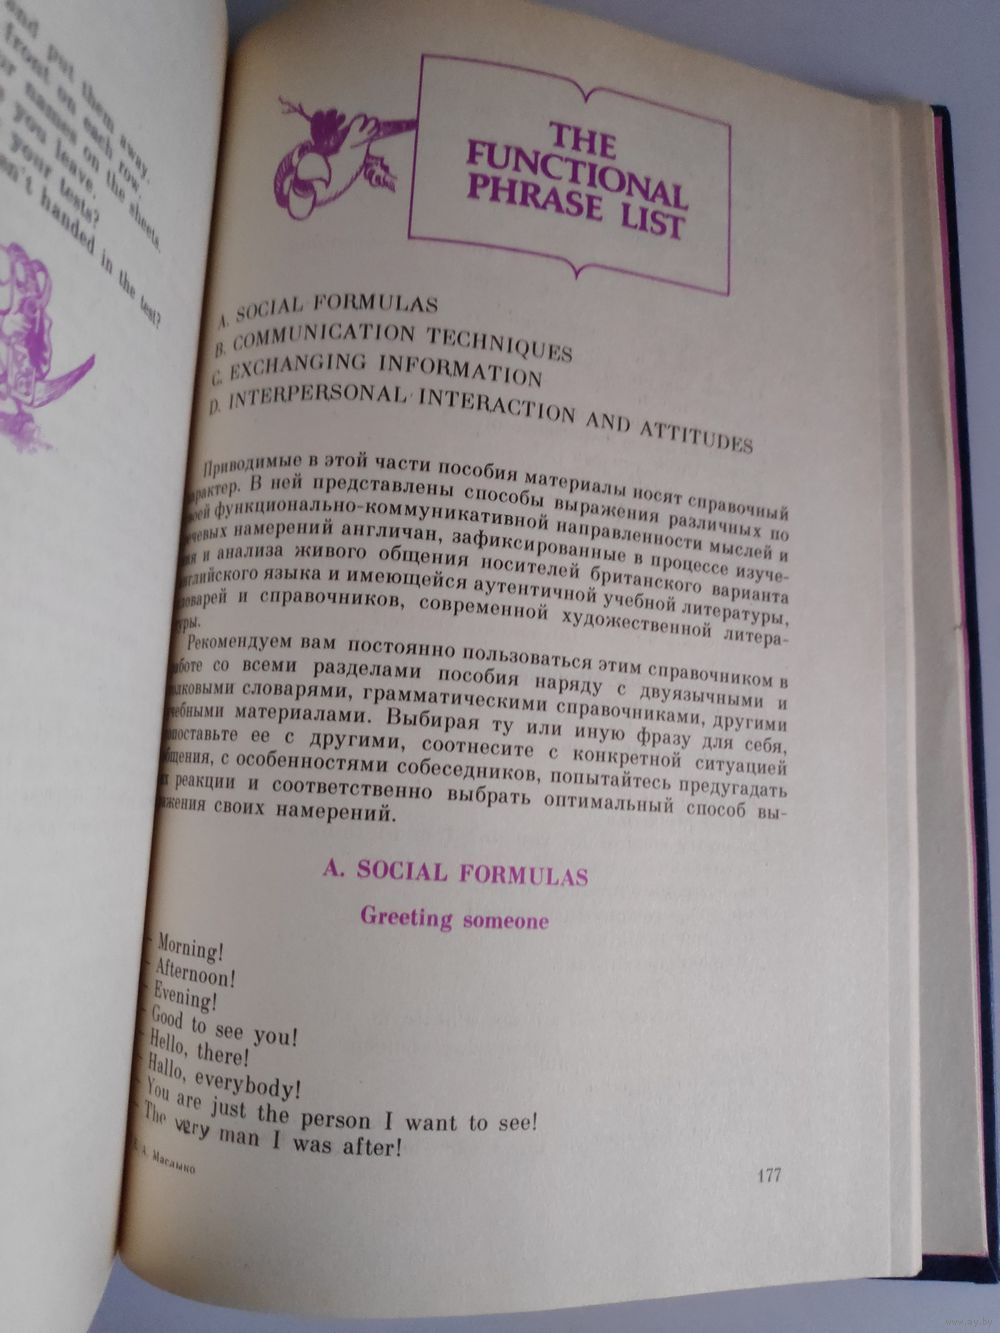 and put them away.
front on each row.
or names on the sheets.
you leave.
your tests?
n't handed in the test?
THE
FUNCTIONAL
PHRASE LIST
A. SOCIAL FORMULAS
B. COMMUNICATION TECHNIQUES
C. EXCHANGING INFORMATION
D. INTERPERSONAL INTERACTION AND ATTITUDES
Приводимые в этой части пособия материалы носят справочный
характер. В ней представлены способы выражения различных по
своей функционально-коммуникативной направленности мыслей и
речевых намерений англичан, зафиксированные в процессе изуче-
ния и анализа живого общения носителей британского варианта
английского языка и имеющейся аутентичной учебной литературы,
словарей и справочников, современной художественной литера-
туры.
Рекомендуем вам постоянно пользоваться этим справочником в
работе со всеми разделами пособия наряду с двуязычными и
толковыми словарями, грамматическими справочниками, другими
учебными материалами. Выбирая ту или иную фразу для себя,
сопоставьте ее с другими, соотнесите с конкретной ситуацией
общения, с особенностями собеседников, попытайтесь предугадать
их реакции и соответственно выбрать оптимальный способ вы-
ражения своих намерений.
A. SOCIAL FORMULAS
Greeting someone
– Morning!
– Afternoon!
– Evening!
– Good to see you!
– Hello, there!
– Hallo, everybody!
– You are just the person I want to see!
– The very man I was after!
Е. А. Маслыко
177
www.ay.by